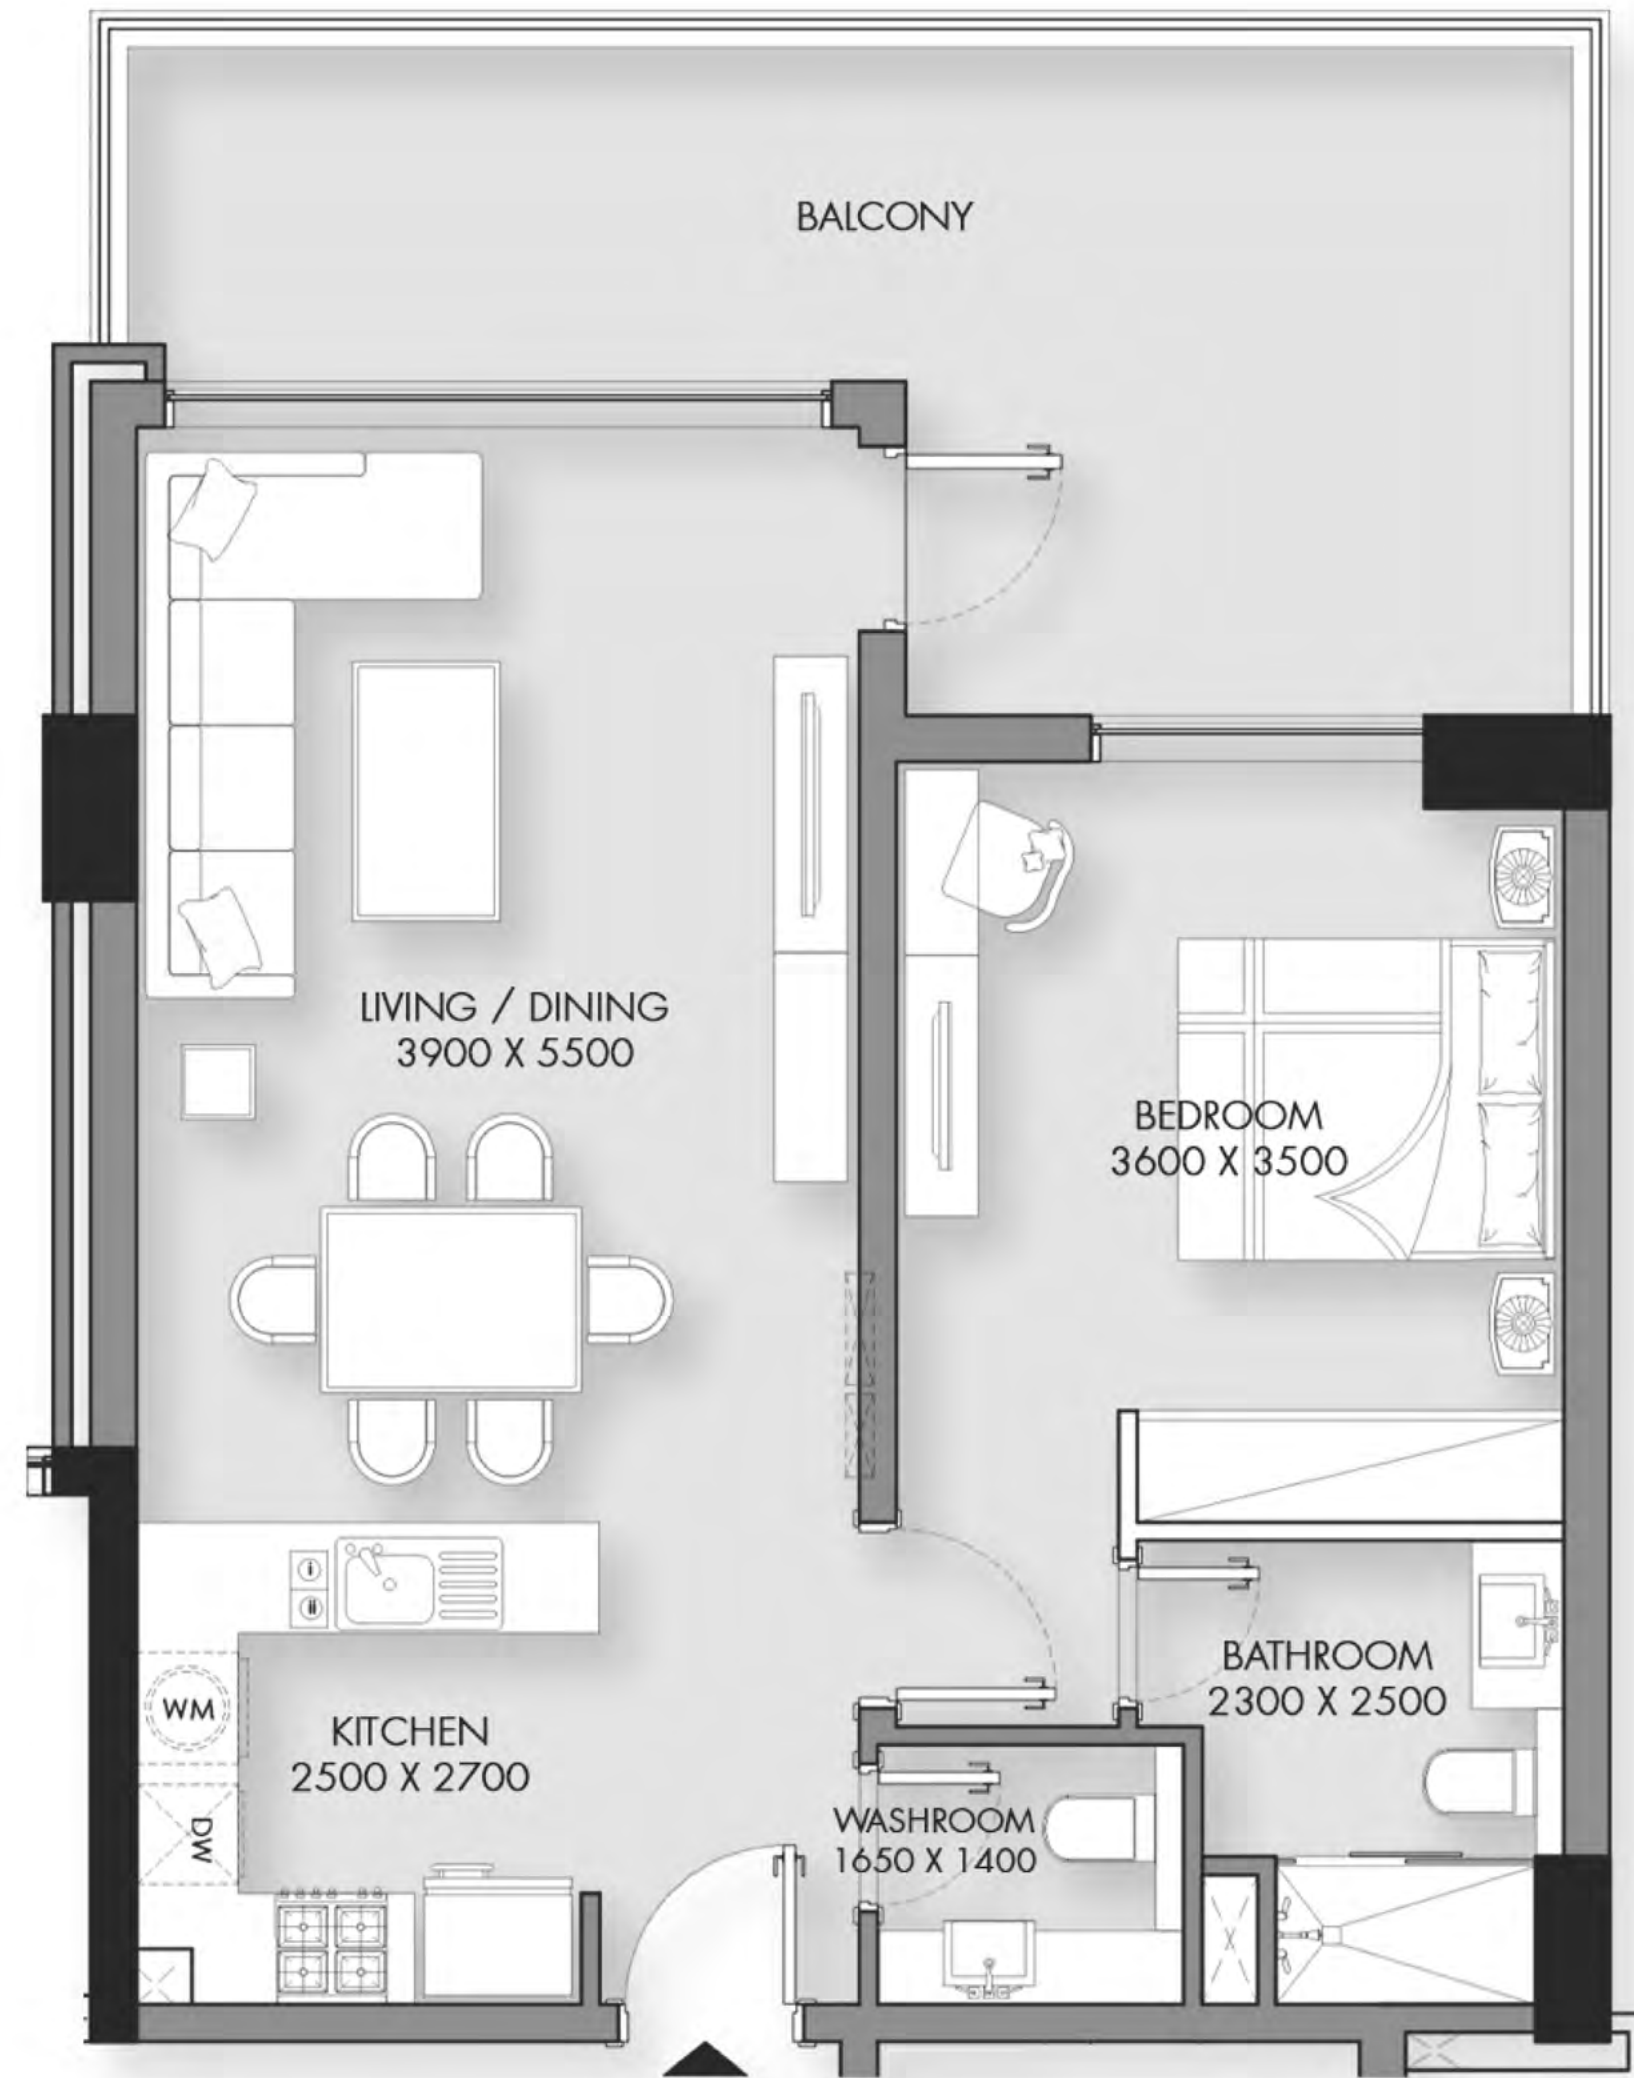 BALCONY
LIVING / DINING
3900 X 5500
BEDROOM
3600 X 3500
i
ii
BATHROOM
2300 X 2500
WM
KITCHEN
2500 X 2700
DW
WASHROOM
1650 X 1400